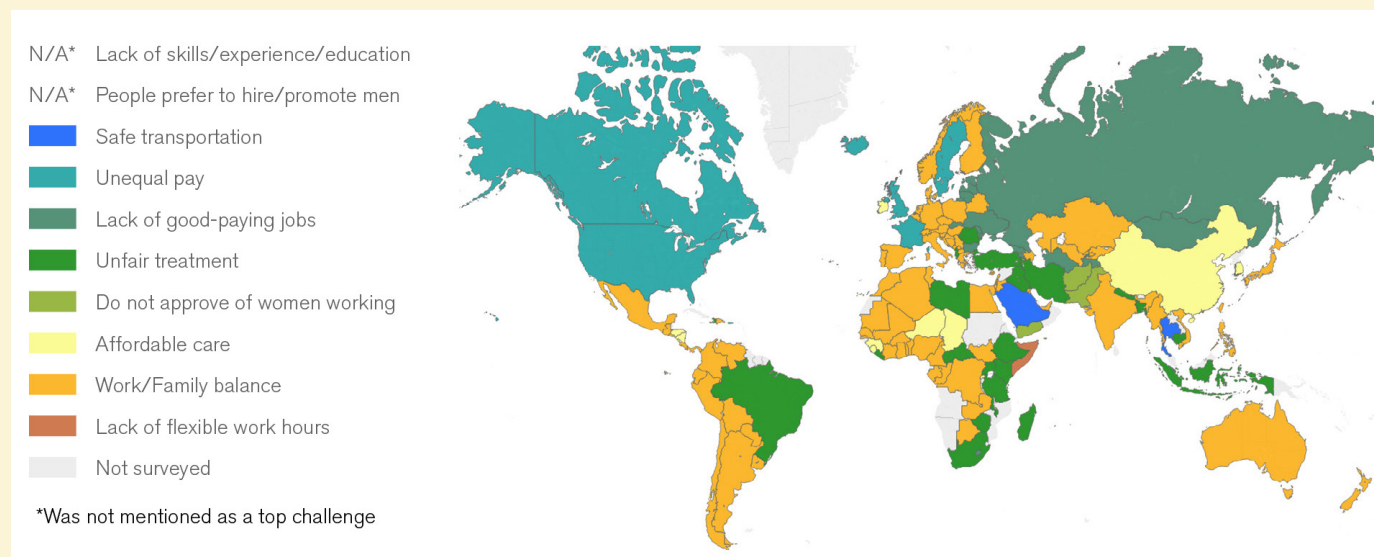 N/A* Lack of skills/experience/education
N/A* People prefer to hire/promote men
Safe transportation
Unequal pay
Lack of good-paying jobs
Unfair treatment
Do not approve of women working
Affordable care
Work/Family balance
Lack of flexible work hours
Not surveyed
*Was not mentioned as a top challenge